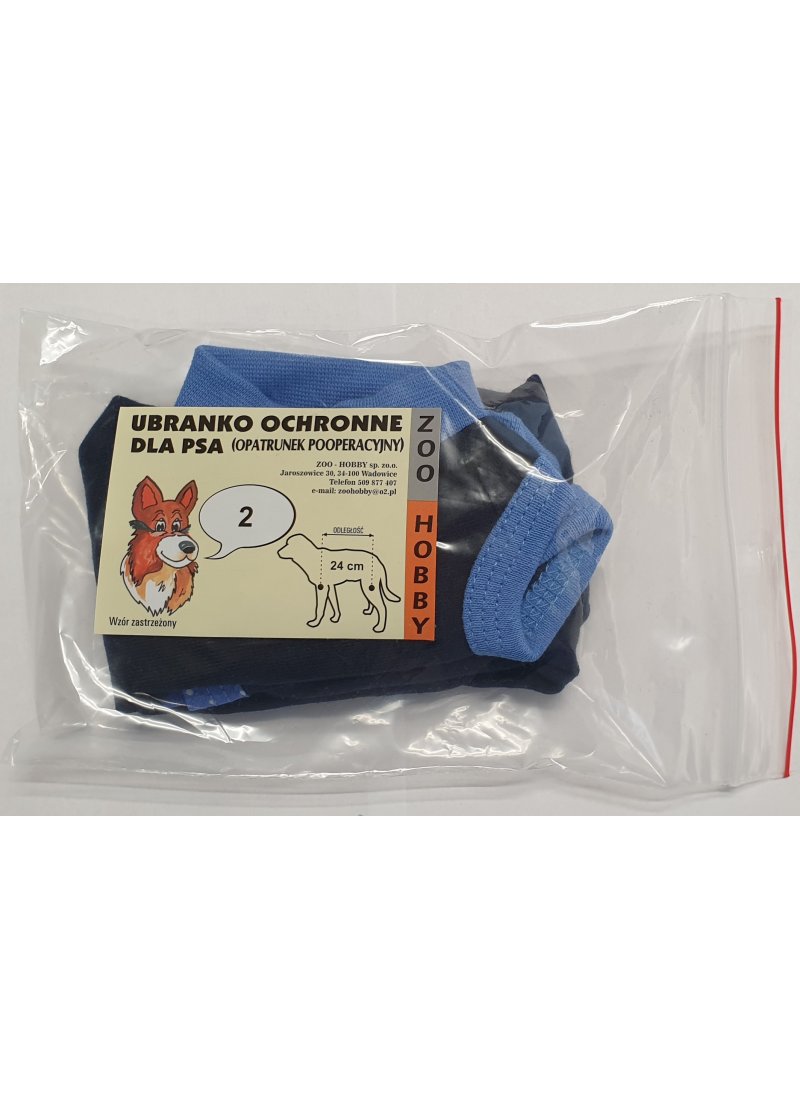 UBRANKO OCHRONNE
DLA PSA (OPATRUNEK POOPERACYJNY)
ZOO - HOBBY sp. zo.o.
Jaroszowice 30, 34-100 Wadowice
Telefon 509 877 407
e-mail: zoohobby@o2.pl
2
ODLEGŁOŚĆ
24 cm
Wzór zastrzeżony
ZOO HOBBY